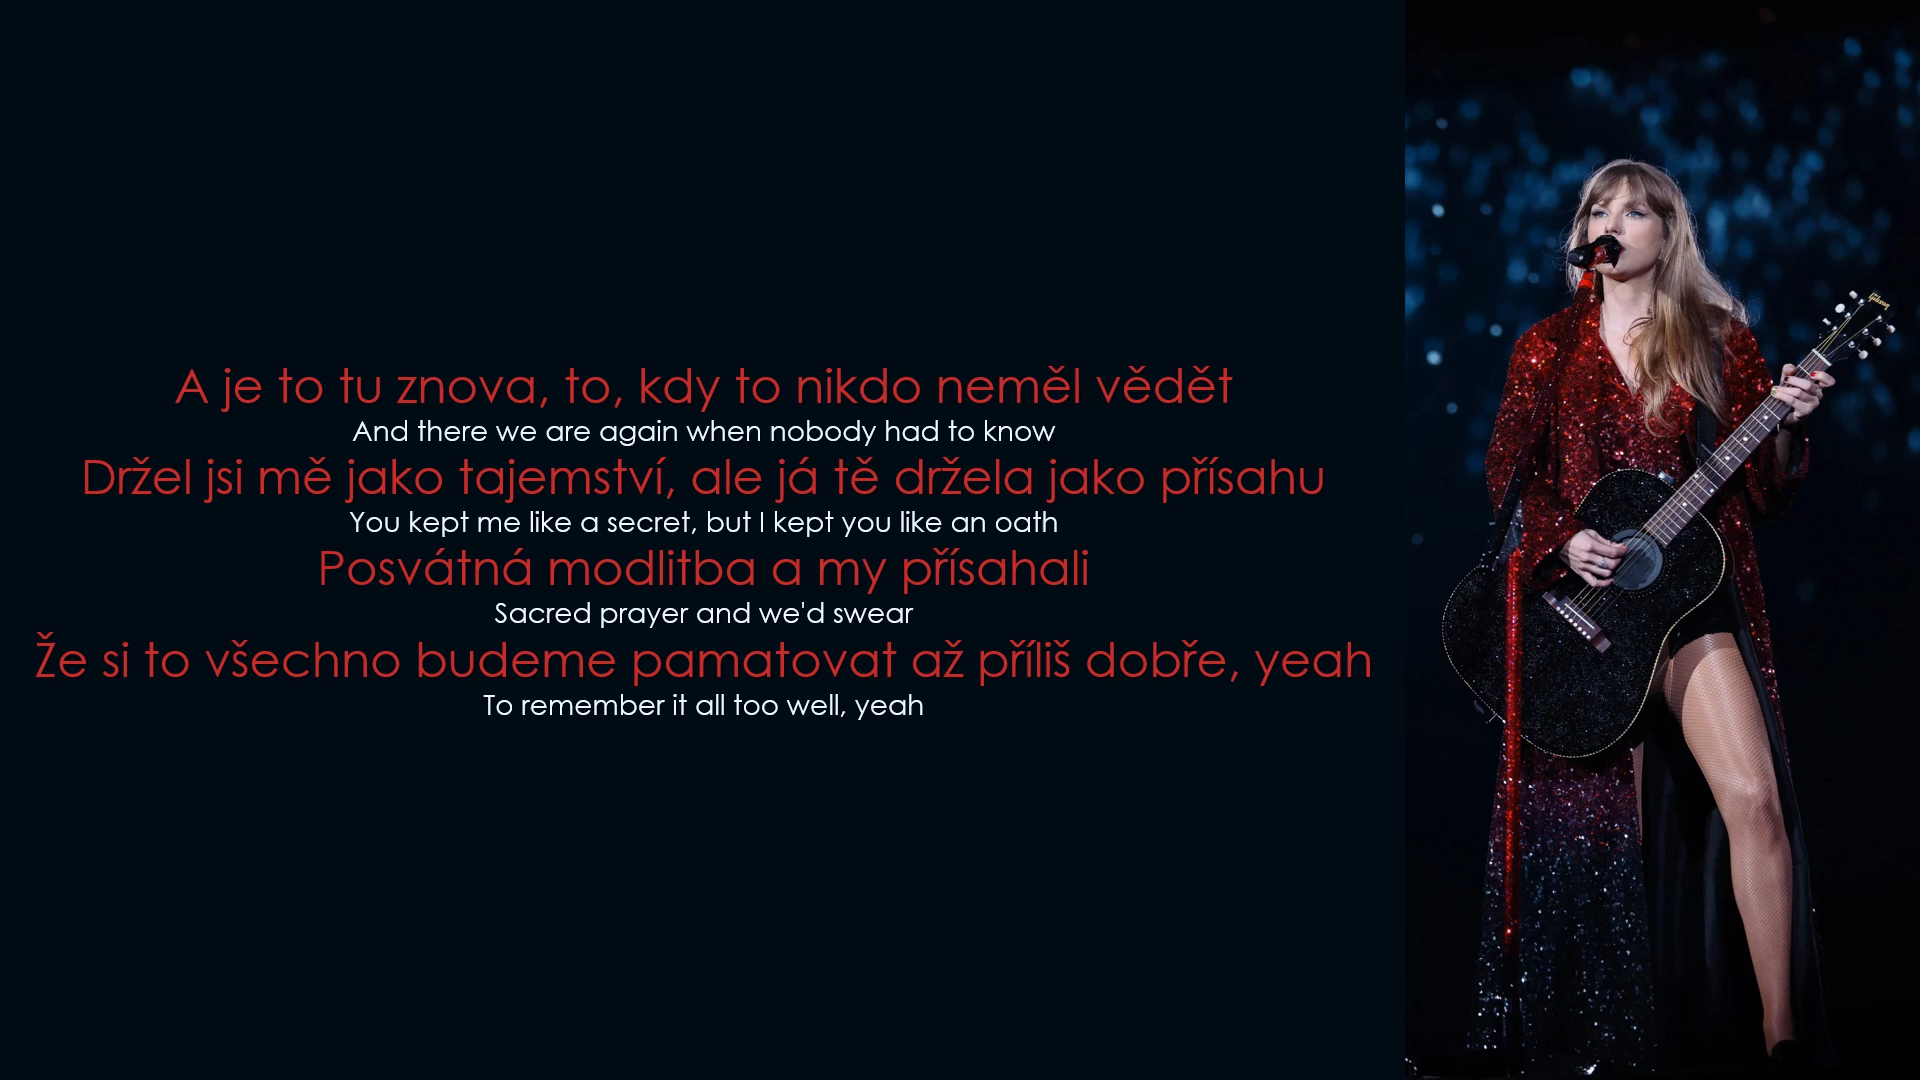 A je to tu znova, to, kdy to nikdo neměl vědět
And there we are again when nobody had to know
Držel jsi mě jako tajemství, ale já tě držela jako přísahu
You kept me like a secret, but I kept you like an oath
Posvátná modlitba a my přísahali
Sacred prayer and we'd swear
Že si to všechno budeme pamatovat až příliš dobře, yeah
To remember it all too well, yeah
Gibson